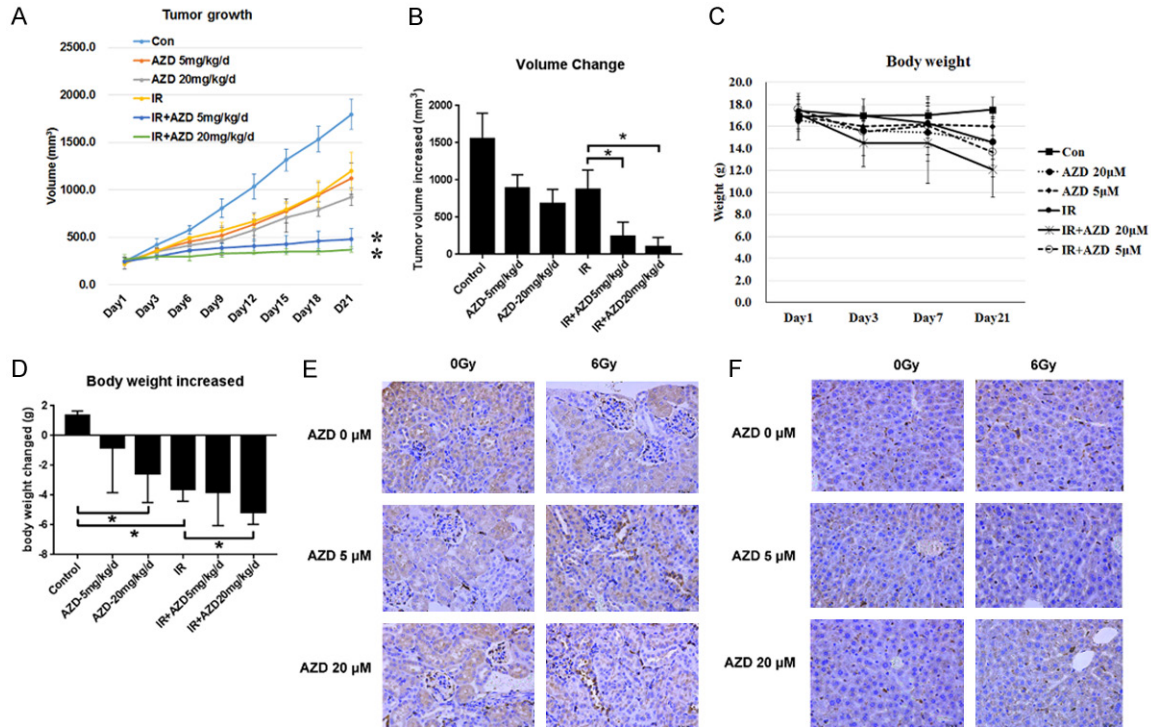 A
Tumor growth
2500.0
2000.0
1500.0
1000.0
500.0
0.0
Volume (mm³)
Con
AZD 5mg/kg/d
AZD 20mg/kg/d
IR
IR+AZD 5mg/kg/d
IR+AZD 20mg/kg/d
*
*
Day1
Day3
Day6
Day9
Day12
Day15
Day18
D21
B
Volume Change
Tumor volume increased (mm³)
2000
1500
1000
500
0
*
*
Control
AZD-5mg/kg/d
AZD-20mg/kg/d
IR
IR+AZD5mg/kg/d
IR+AZD20mg/kg/d
C
Body weight
Weight (g)
20.0
18.0
16.0
14.0
12.0
10.0
8.0
6.0
4.0
2.0
0.0
Day1
Day3
Day7
Day21
Con
AZD 20μM
AZD 5μM
IR
IR+AZD 20μM
IR+AZD 5μM
D
Body weight increased
body weight changed (g)
2
0
-2
-4
-6
-8
*
*
*
Control
AZD-5mg/kg/d
AZD-20mg/kg/d
IR
IR+AZD5mg/kg/d
IR+AZD20mg/kg/d
E
0Gy
6Gy
AZD 0 μM
AZD 5 μM
AZD 20 μM
F
0Gy
6Gy
AZD 0 μM
AZD 5 μM
AZD 20 μM